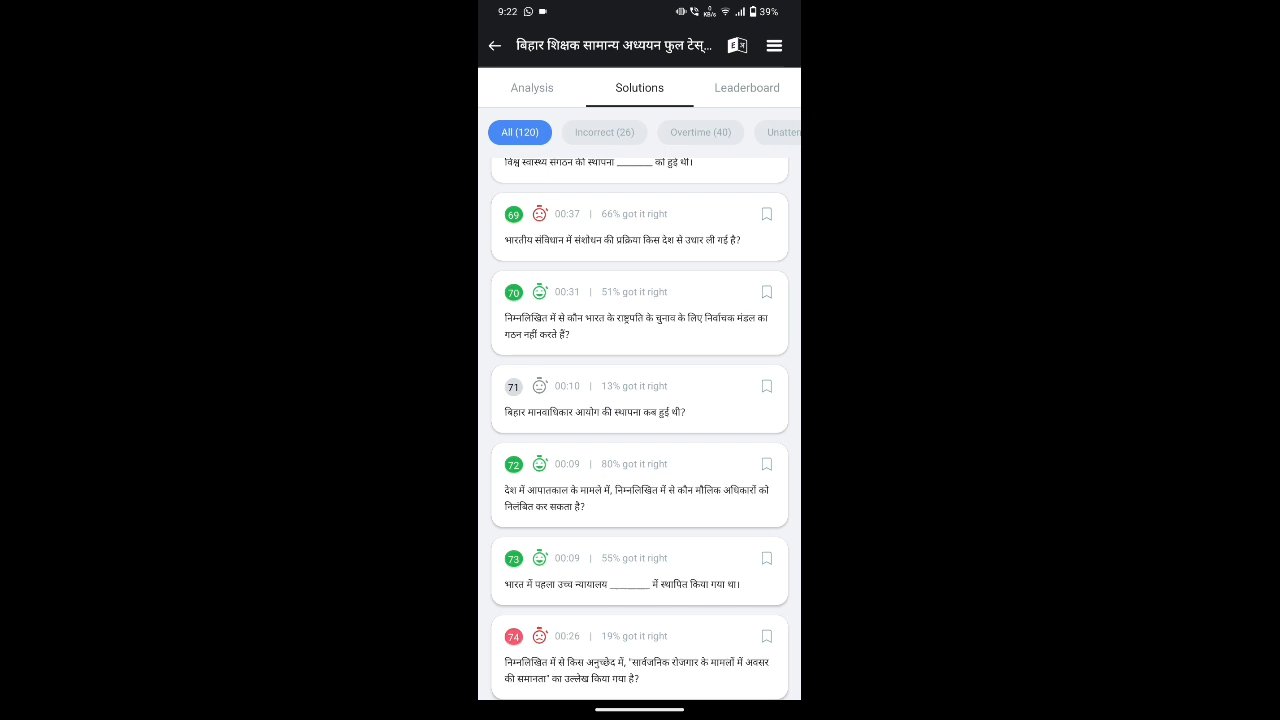 9:22
0 KB/s
39%
बिहार शिक्षक सामान्य अध्ययन फुल टेस्...
Analysis Solutions Leaderboard
All (120) Incorrect (26) Overtime (40) Unatten
विश्व स्वास्थ्य संगठन की स्थापना ________ को हुई थी।
69 00:37 | 66% got it right
भारतीय संविधान में संशोधन की प्रक्रिया किस देश से उधार ली गई है?
70 00:31 | 51% got it right
निम्नलिखित में से कौन भारत के राष्ट्रपति के चुनाव के लिए निर्वाचक मंडल का
गठन नहीं करते हैं?
71 00:10 | 13% got it right
बिहार मानवाधिकार आयोग की स्थापना कब हुई थी?
72 00:09 | 80% got it right
देश में आपातकाल के मामले में, निम्नलिखित में से कौन मौलिक अधिकारों को
निलंबित कर सकता है?
73 00:09 | 55% got it right
भारत में पहला उच्च न्यायालय _________ में स्थापित किया गया था।
74 00:26 | 19% got it right
निम्नलिखित में से किस अनुच्छेद में, "सार्वजनिक रोजगार के मामलों में अवसर
की समानता" का उल्लेख किया गया है?